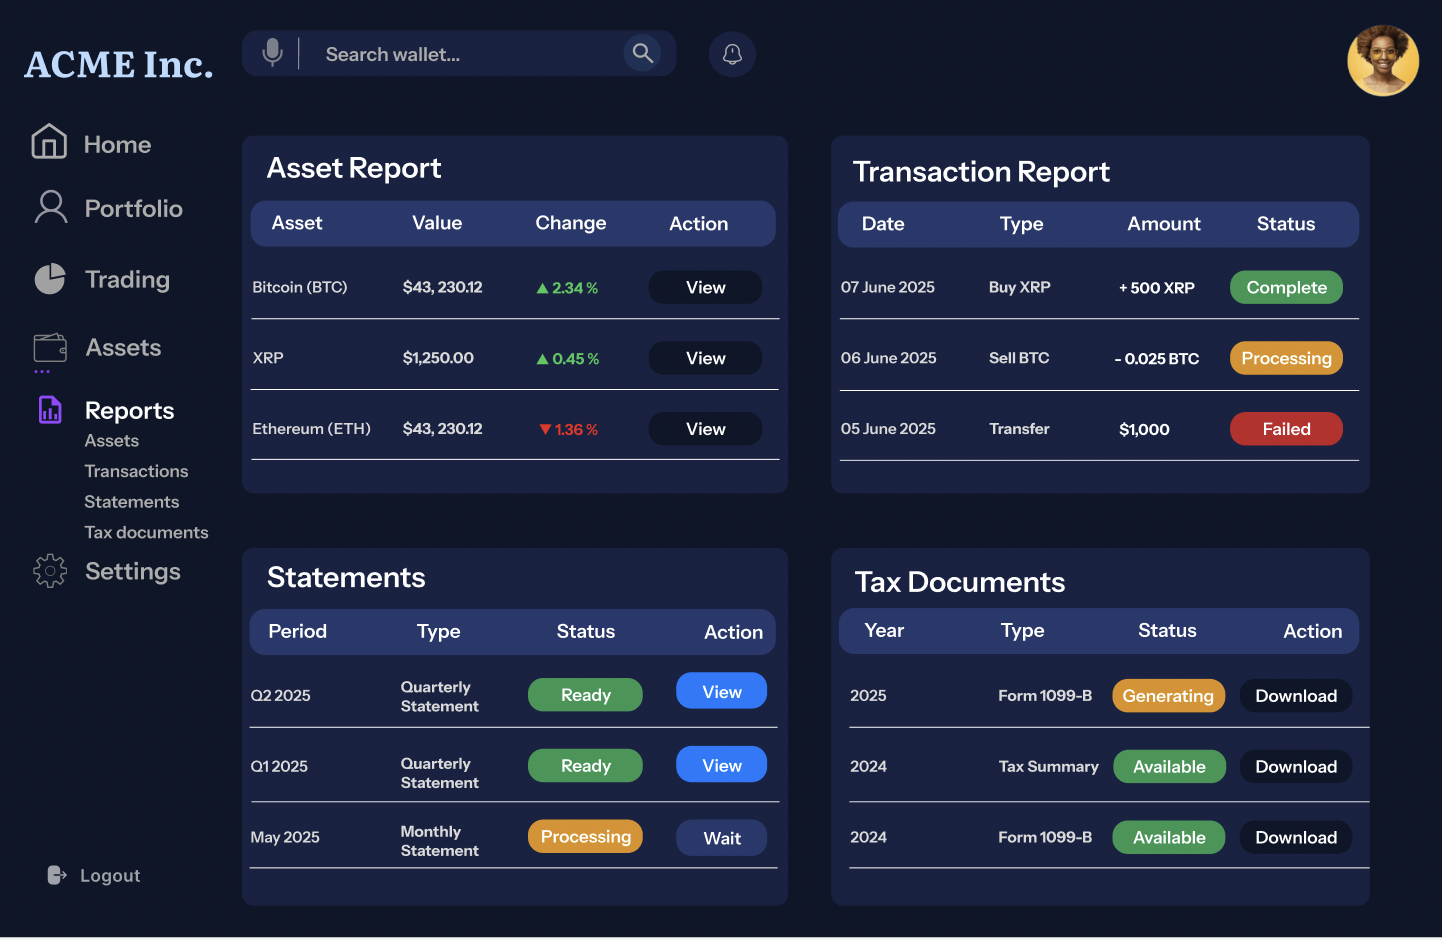 ACME Inc.
Search wallet...
Home
Portfolio
Trading
Assets
Reports
Assets
Transactions
Statements
Tax documents
Settings
Logout
Asset Report
Asset Value Change Action
Bitcoin (BTC) $43, 230.12 ▲ 2.34 % View
XRP $1,250.00 ▲ 0.45 % View
Ethereum (ETH) $43, 230.12 ▼ 1.36 % View
Transaction Report
Date Type Amount Status
07 June 2025 Buy XRP + 500 XRP Complete
06 June 2025 Sell BTC - 0.025 BTC Processing
05 June 2025 Transfer $1,000 Failed
Statements
Period Type Status Action
Q2 2025 Quarterly
Statement Ready View
Q1 2025 Quarterly
Statement Ready View
May 2025 Monthly
Statement Processing Wait
Tax Documents
Year Type Status Action
2025 Form 1099-B Generating Download
2024 Tax Summary Available Download
2024 Form 1099-B Available Download